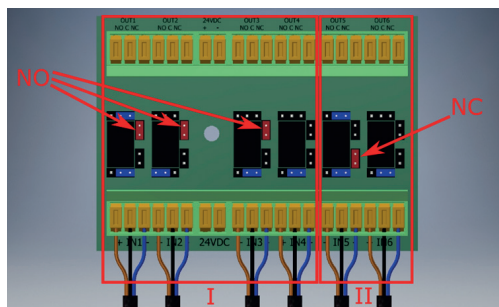 OUT1 OUT2 24VDC OUT3 OUT4 OUT5 OUT6
NO C NC NO C NC + - NO C NC NO C NC NO C NC NO C NC
NO
NC
+ IN1 - - IN2 24VDC - IN3 + IN4 - - IN5 - - IN6
I II